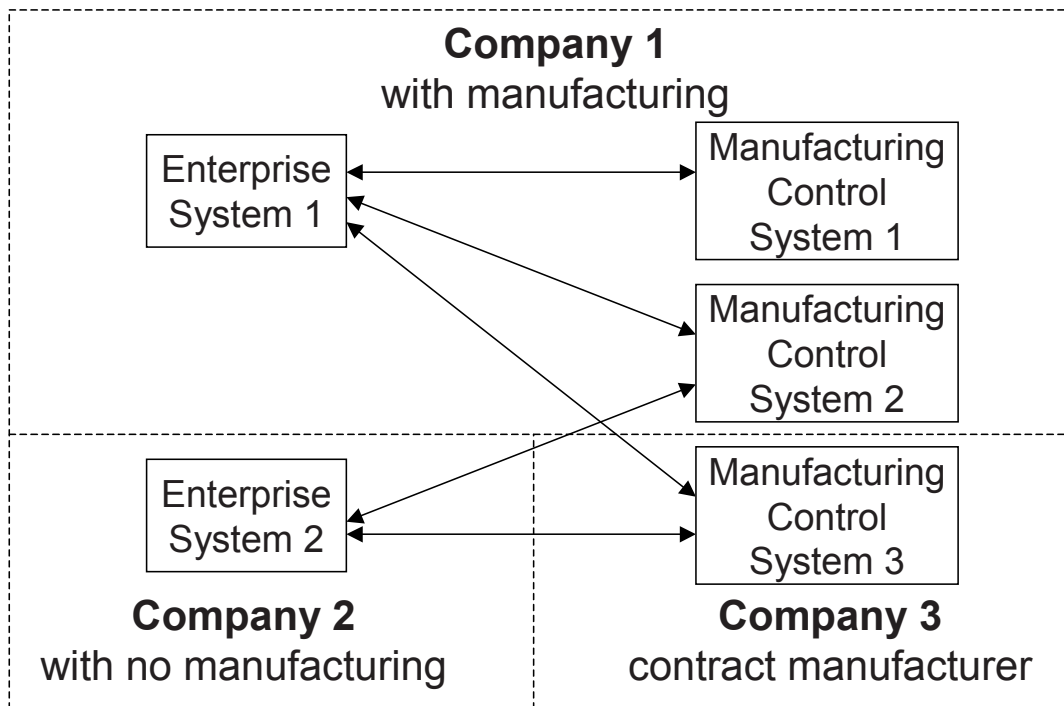 Company 1
with manufacturing
Enterprise
System 1
Manufacturing
Control
System 1
Manufacturing
Control
System 2
Enterprise
System 2
Manufacturing
Control
System 3
Company 2
with no manufacturing
Company 3
contract manufacturer